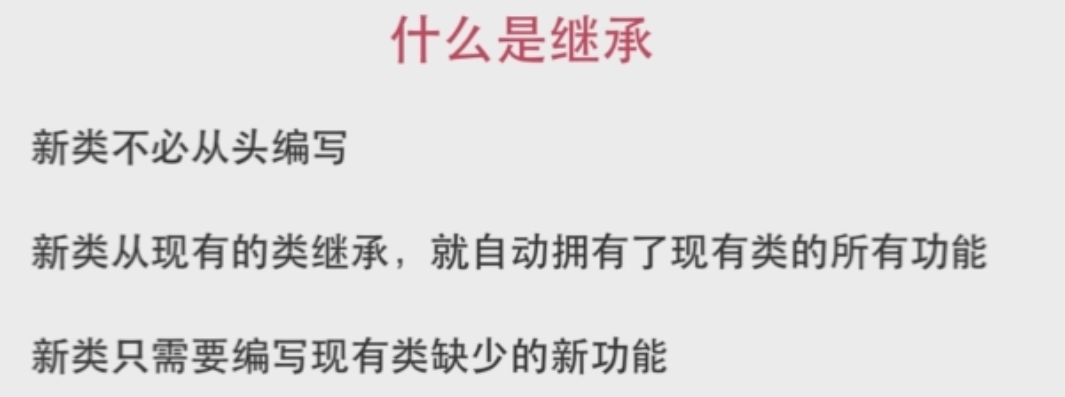 什么是继承
新类不必从头编写
新类从现有的类继承，就自动拥有了现有类的所有功能
新类只需要编写现有类缺少的新功能